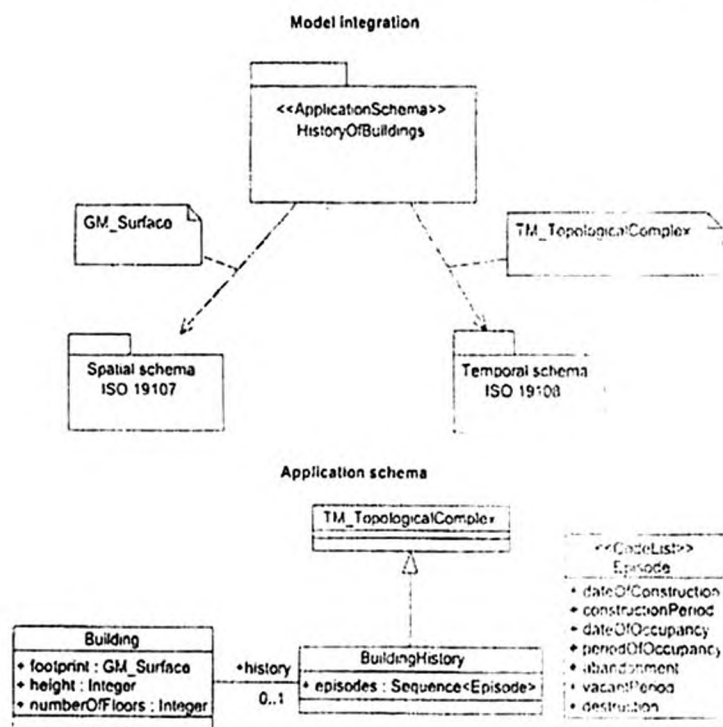 Model integration
<<ApplicationSchema>>
HistoryOfBuildings
GM_Surface
TM_TopologicalComplex
Spatial schema
ISO 19107
Temporal schema
ISO 19108
Application schema
TM_TopologicalComplex
<<CodeList>>
Episode
+ dateOfConstruction
+ constructionPeriod
+ dateOfOccupancy
+ periodOfOccupancy
+ abandonment
+ vacantPeriod
+ destruction
Building
+ footprint : GM_Surface
+ height : Integer
+ numberOfFloors : Integer
+history
0..1
BuildingHistory
+ episodes : Sequence<Episode>